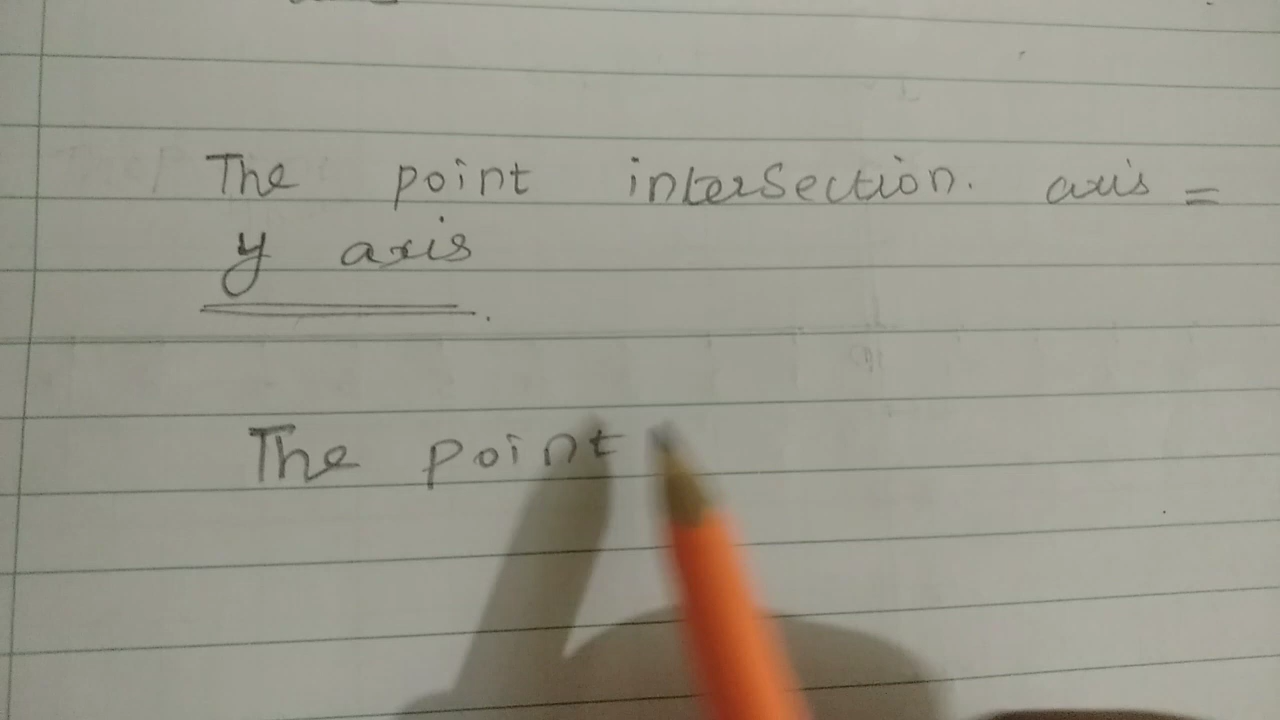 The point intersection. axis =
y axis.
The point